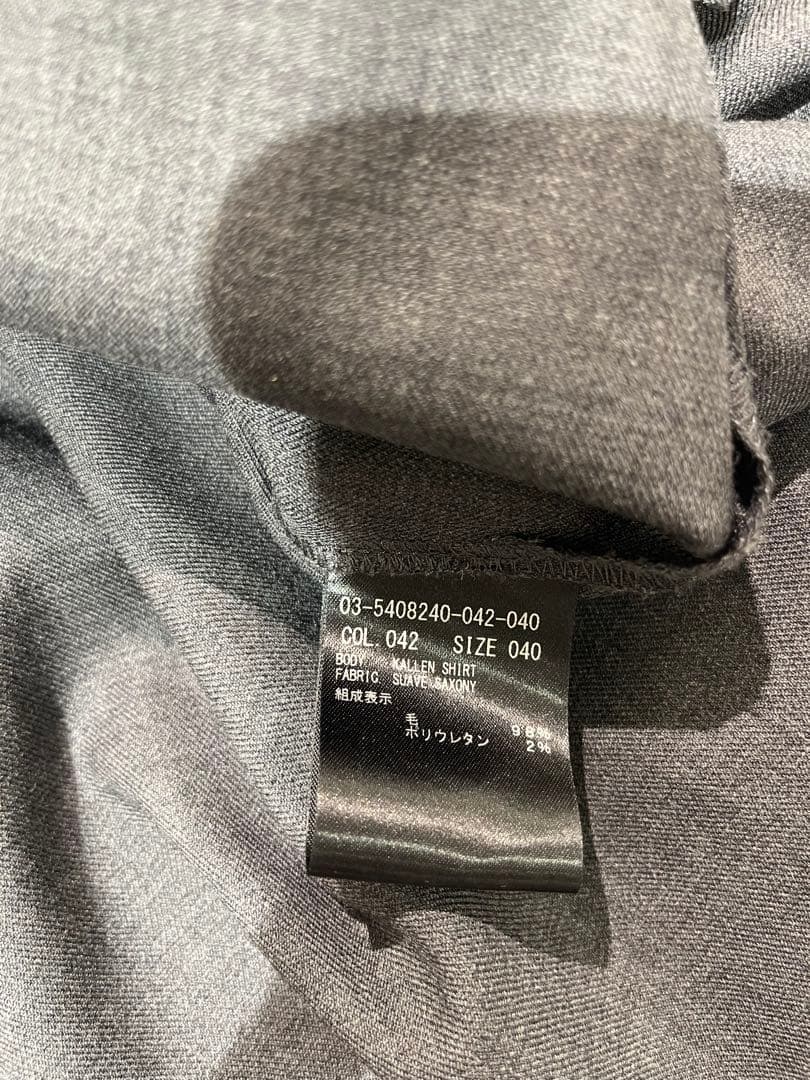 03-5408240-042-040
COL. 042 SIZE 040
BODY KALLEN SHIRT
FABRIC SUAVE SAXONY
組成表示
毛 98%
ポリウレタン 2%